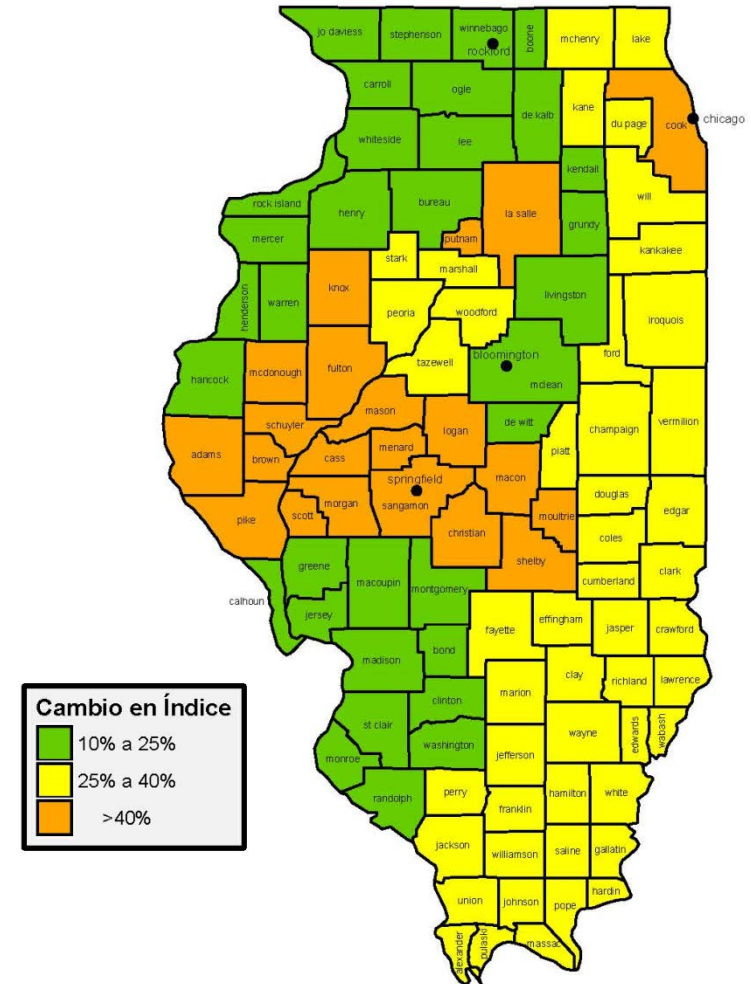 jo daviess stephenson winnebago boone mchenry lake
rockford
carroll ogle de kalb kane cook chicago
du page
whiteside lee
kendall
rock island henry bureau la salle will
grundy
mercer putnam
stark marshall kankakee
henderson warren knox livingston
peoria woodford iroquois
ford
bloomington
tazewell
hancock mcdonough fulton mclean
mason
schuyler logan de witt champaign vermilion
menard piatt
adams brown cass
springfield macon
douglas
pike scott morgan sangamon moultrie edgar
christian coles
shelby
greene clark
macoupin montgomery cumberland
calhoun
jersey
fayette effingham jasper crawford
bond
madison
clay richland lawrence
clinton marion
st clair
washington wayne edwards wabash
monroe jefferson
randolph perry hamilton white
franklin
jackson
williamson saline gallatin
hardin
union johnson pope
alexander pulaski massac
Cambio en Índice
10% a 25%
25% a 40%
>40%